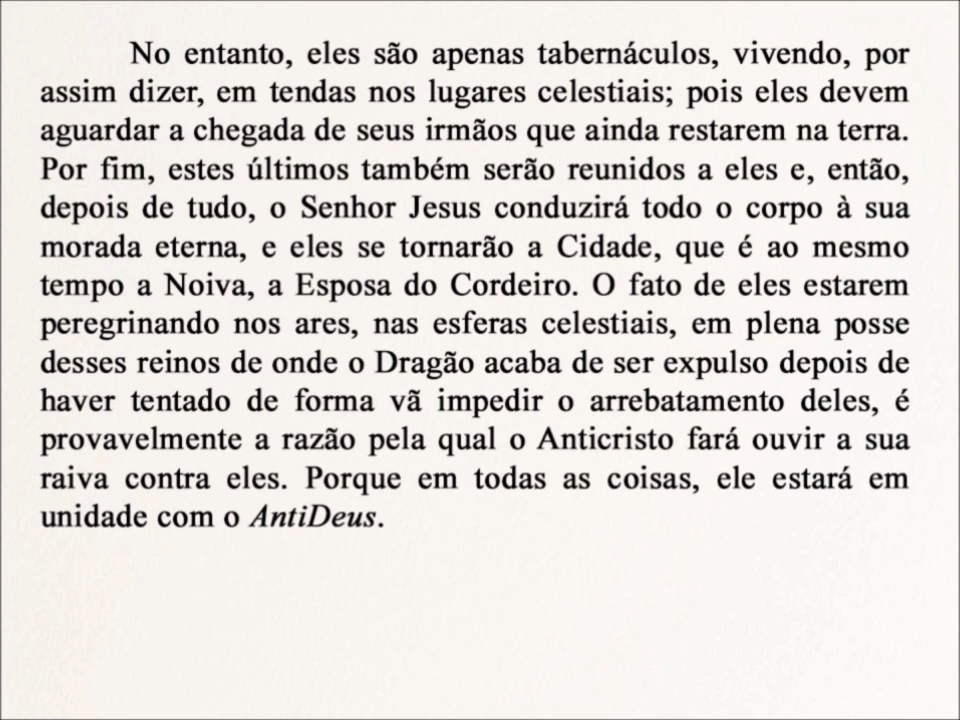 No entanto, eles são apenas tabernáculos, vivendo, por
assim dizer, em tendas nos lugares celestiais; pois eles devem
aguardar a chegada de seus irmãos que ainda restarem na terra.
Por fim, estes últimos também serão reunidos a eles e, então,
depois de tudo, o Senhor Jesus conduzirá todo o corpo à sua
morada eterna, e eles se tornarão a Cidade, que é ao mesmo
tempo a Noiva, a Esposa do Cordeiro. O fato de eles estarem
peregrinando nos ares, nas esferas celestiais, em plena posse
desses reinos de onde o Dragão acaba de ser expulso depois de
haver tentado de forma vã impedir o arrebatamento deles, é
provavelmente a razão pela qual o Anticristo fará ouvir a sua
raiva contra eles. Porque em todas as coisas, ele estará em
unidade com o AntiDeus.